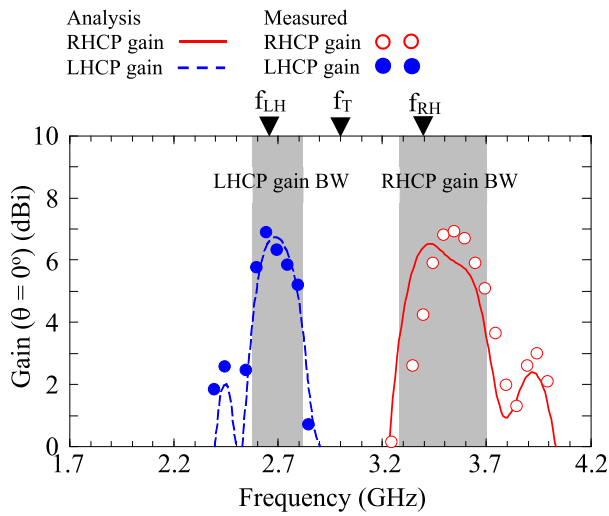 Analysis Measured
RHCP gain RHCP gain
LHCP gain LHCP gain
f_LH f_T f_RH
10
LHCP gain BW RHCP gain BW
8
6
4
2
0
Gain (θ = 0º) (dBi)
1.7 2.2 2.7 3.2 3.7 4.2
Frequency (GHz)